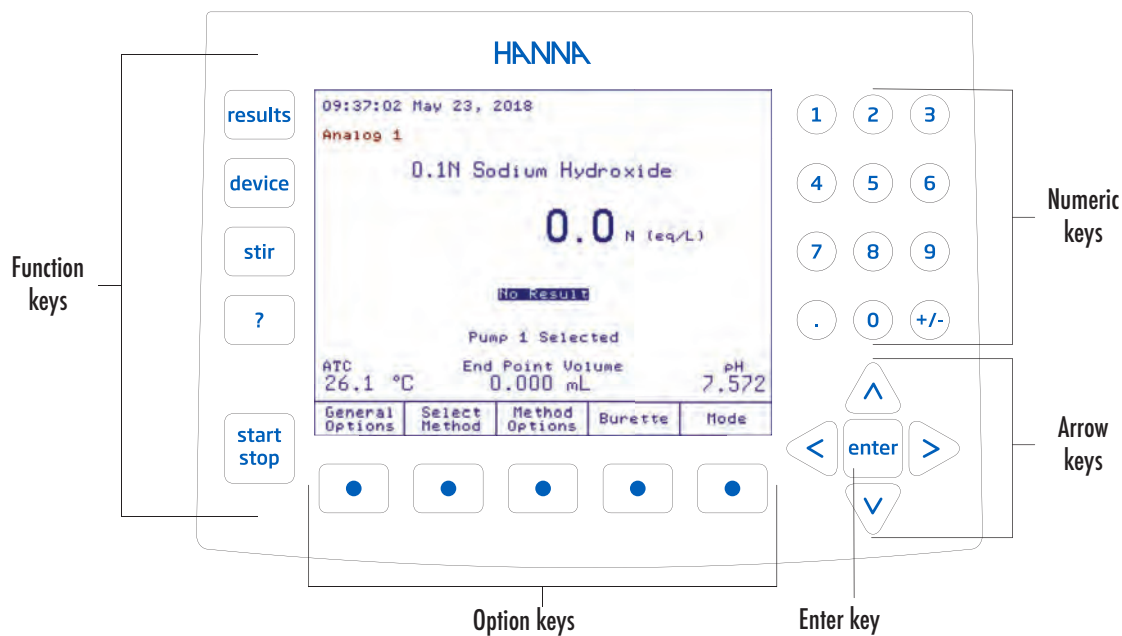 HANNA
Function
keys
results
device
stir
?
start
stop
09:37:02 May 23, 2018
Analog 1
0.1N Sodium Hydroxide
0.0 N (eq/L)
No Result
Pump 1 Selected
ATC End Point Volume pH
26.1 °C 0.000 mL 7.572
General Select Method Burette Mode
Options Method Options
1 2 3
4 5 6
7 8 9
. 0 +/-
Numeric
keys
^
< enter >
v
Arrow
keys
Option keys
Enter key